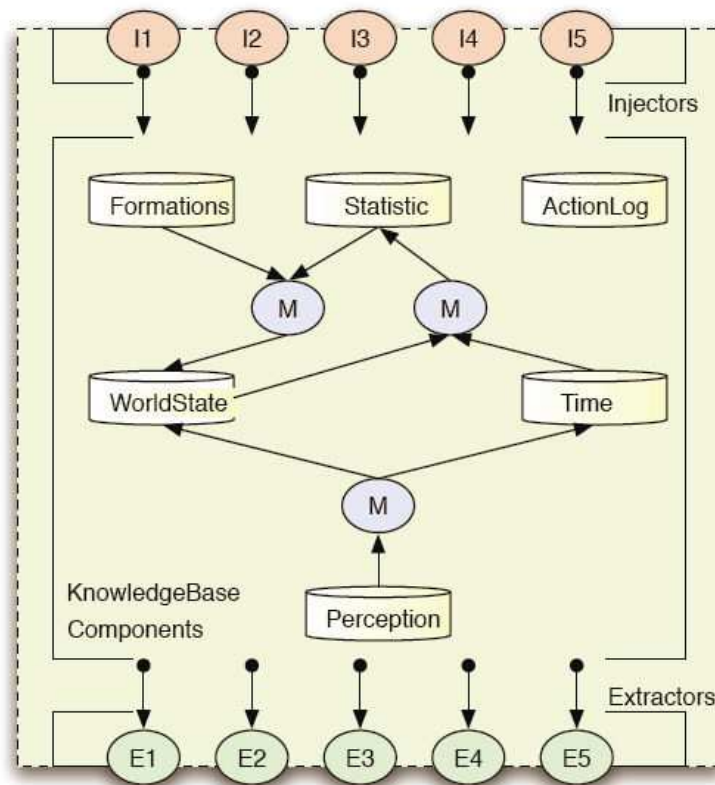 I1 I2 I3 I4 I5
Injectors
Formations Statistic ActionLog
M M
WorldState Time
M
KnowledgeBase
Components
Perception
Extractors
E1 E2 E3 E4 E5